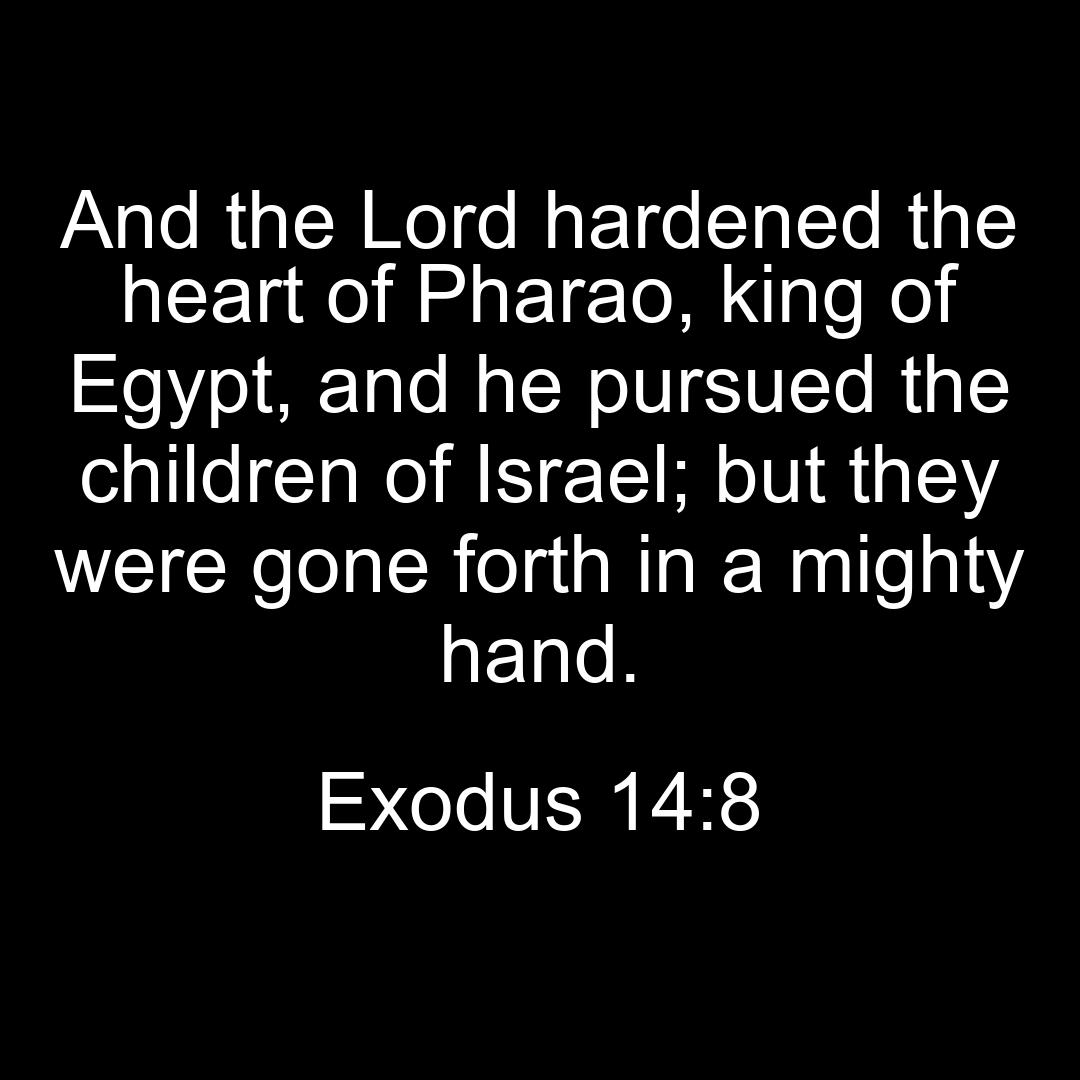 And the Lord hardened the
heart of Pharao, king of
Egypt, and he pursued the
children of Israel; but they
were gone forth in a mighty
hand.
Exodus 14:8